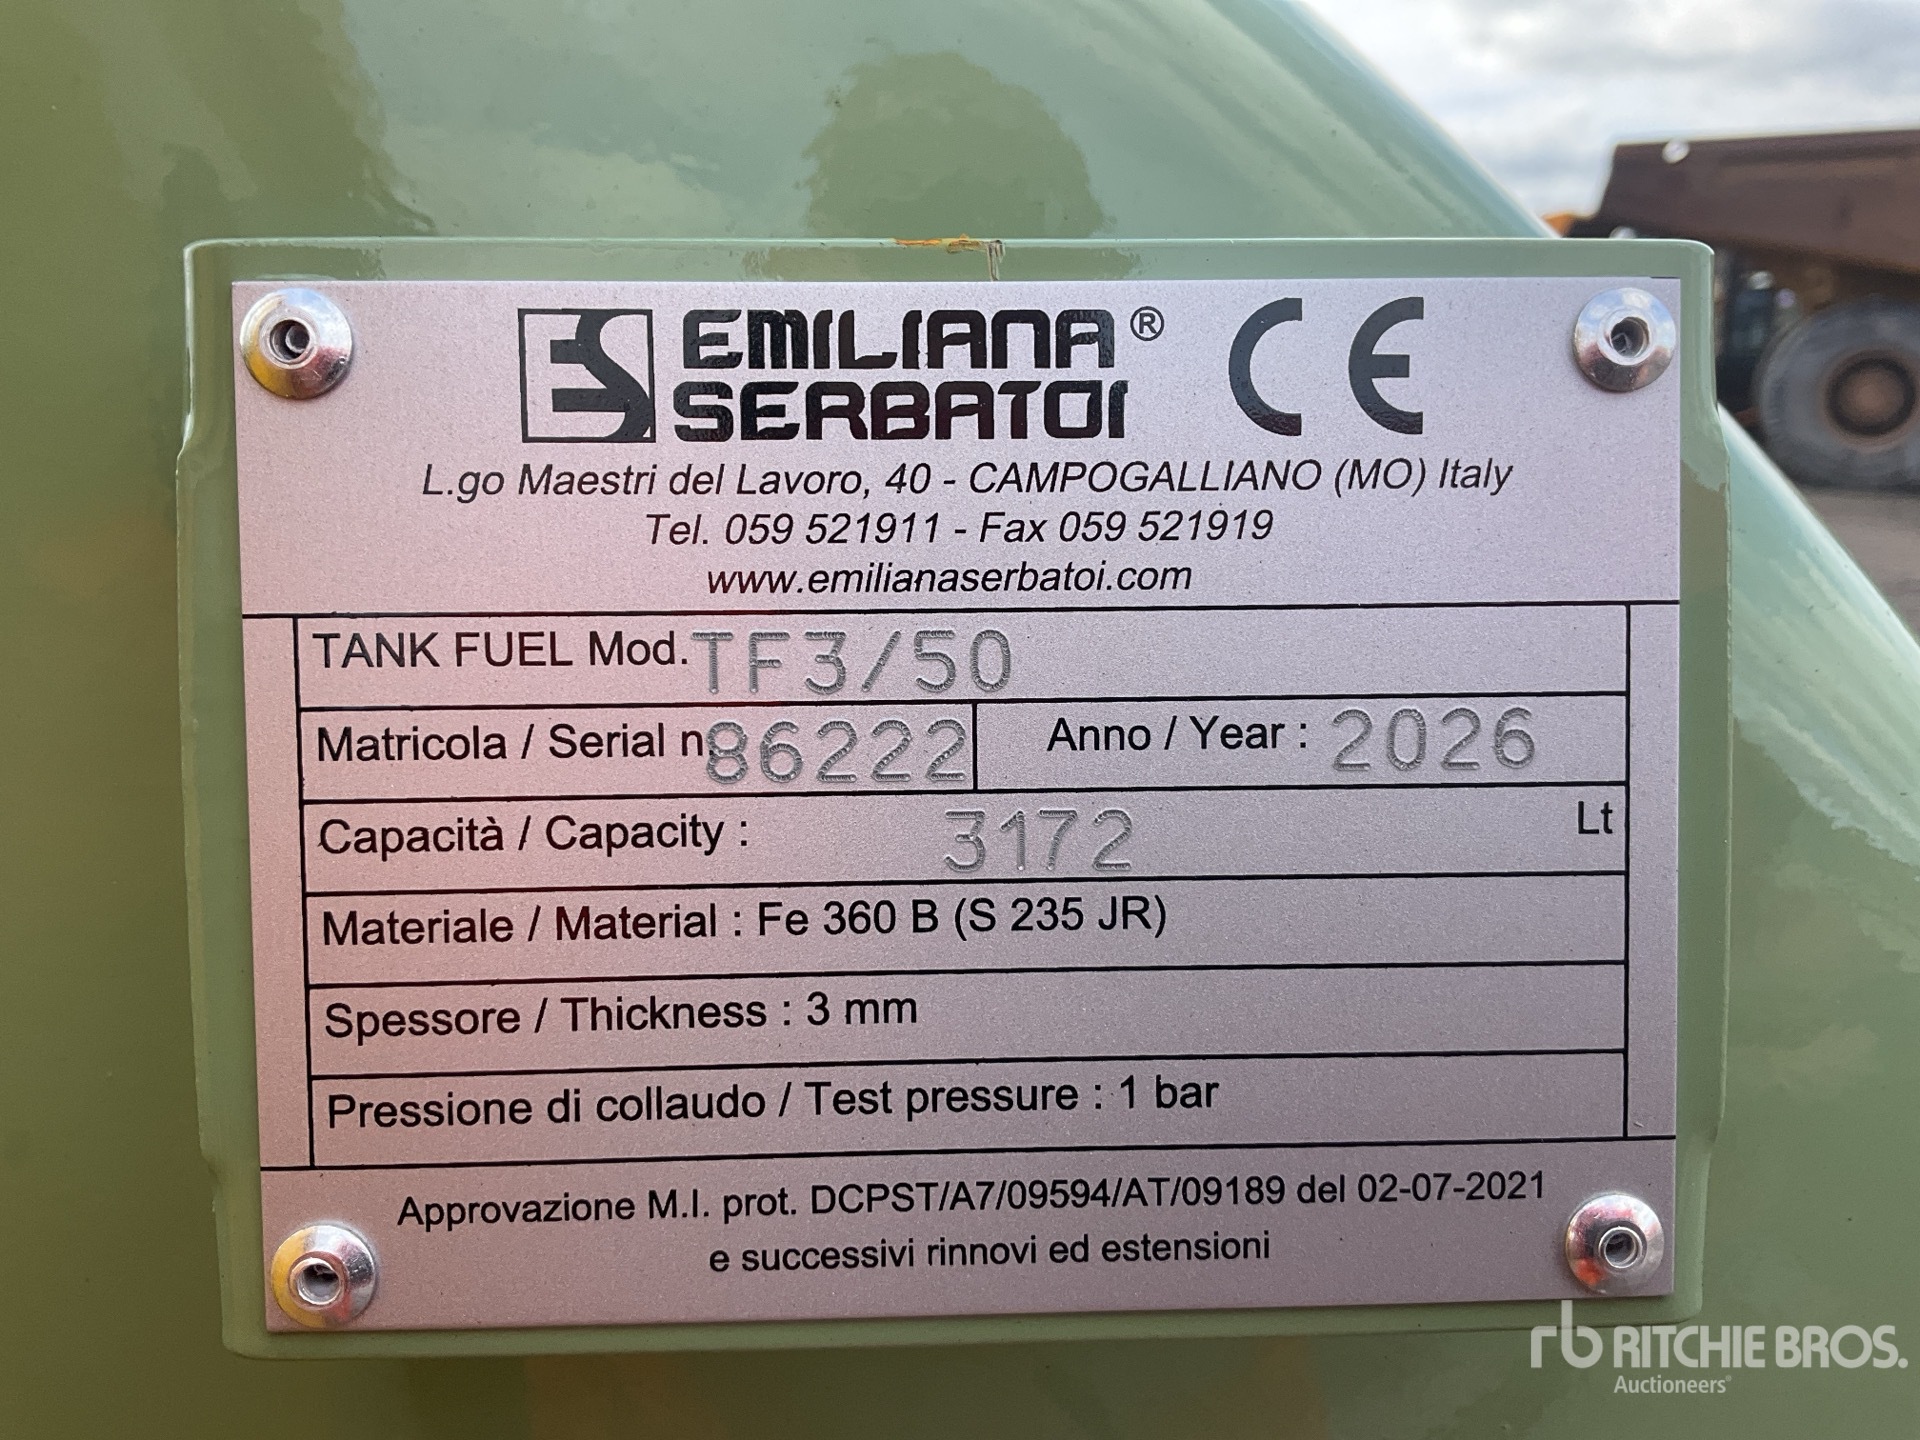 ES EMILIANA ® CE
SERBATOI
L.go Maestri del Lavoro, 40 - CAMPOGALLIANO (MO) Italy
Tel. 059 521911 - Fax 059 521919
www.emilianaserbatoi.com
TANK FUEL Mod. TF3/50
Matricola / Serial n. 86222 Anno / Year : 2026
Capacità / Capacity : 3172 Lt
Materiale / Material : Fe 360 B (S 235 JR)
Spessore / Thickness : 3 mm
Pressione di collaudo / Test pressure : 1 bar
Approvazione M.I. prot. DCPST/A7/09594/AT/09189 del 02-07-2021
e successivi rinnovi ed estensioni
rb RITCHIE BROS.
Auctioneers®